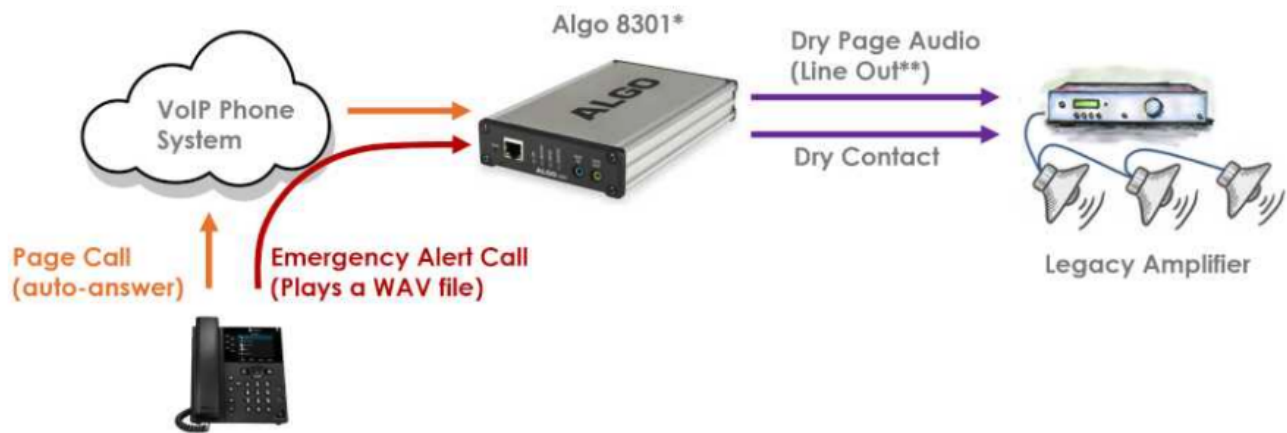 Algo 8301*
VoIP Phone
System
ALGO
ALGO
Dry Page Audio
(Line Out**)
Dry Contact
Page Call
(auto-answer)
Emergency Alert Call
(Plays a WAV file)
Legacy Amplifier